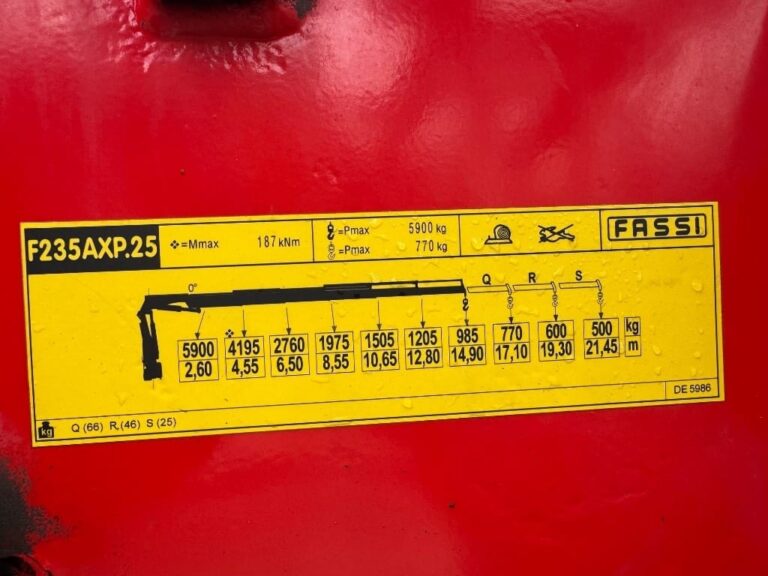 F235AXP.25 ❖=Mmax 187 kNm =Pmax 5900 kg FASSI
=Pmax 770 kg
0° Q R S
❖
5900 4195 2760 1975 1505 1205 985 770 600 500 kg
2,60 4,55 6,50 8,55 10,65 12,80 14,90 17,10 19,30 21,45 m
DE 5986
kg Q (66) R (46) S (25)